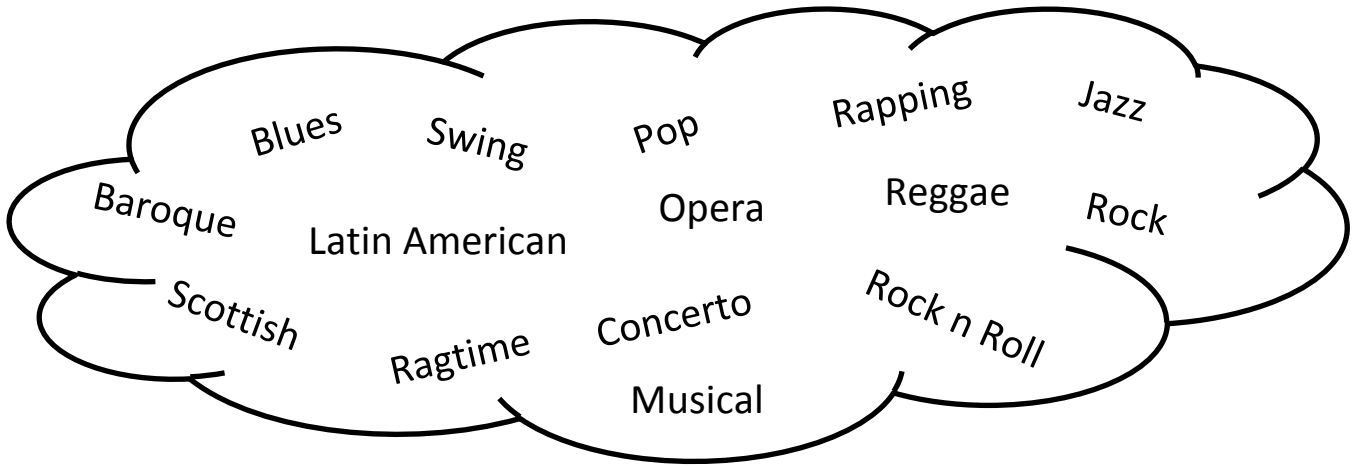 Blues
Swing
Pop
Rapping
Jazz
Baroque
Latin American
Opera
Reggae
Rock
Scottish
Ragtime
Concerto
Rock n Roll
Musical